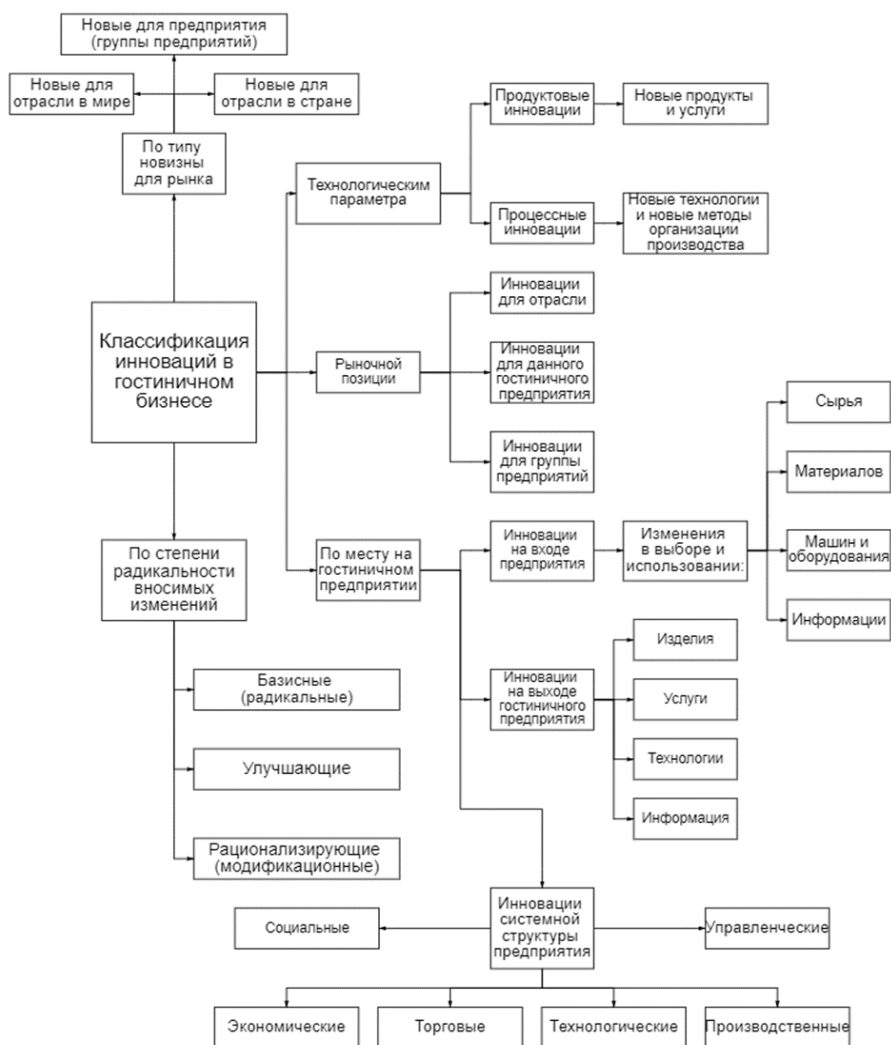 Новые для предприятия
(группы предприятий)
Новые для
отрасли в мире
Новые для
отрасли в стране
По типу
новизны
для рынка
Продуктовые
инновации
Новые продукты
и услуги
Технологическим
параметра
Процессные
инновации
Новые технологии
и новые методы
организации
производства
Инновации
для отрасли
Классификация
инноваций в
гостиничном
бизнесе
Рыночной
позиции
Инновации
для данного
гостиничного
предприятия
Инновации
для группы
предприятий
Сырья
Материалов
По степени
радикальности
вносимых
изменений
По месту на
гостиничном
предприятии
Инновации
на входе
предприятия
Изменения
в выборе и
использовании:
Машин и
оборудования
Информации
Изделия
Базисные
(радикальные)
Инновации
на выходе
гостиничного
предприятия
Услуги
Улучшающие
Технологии
Информация
Рационализирующие
(модификационные)
Социальные
Инновации
системной
структуры
предприятия
Управленческие
Экономические
Торговые
Технологические
Производственные